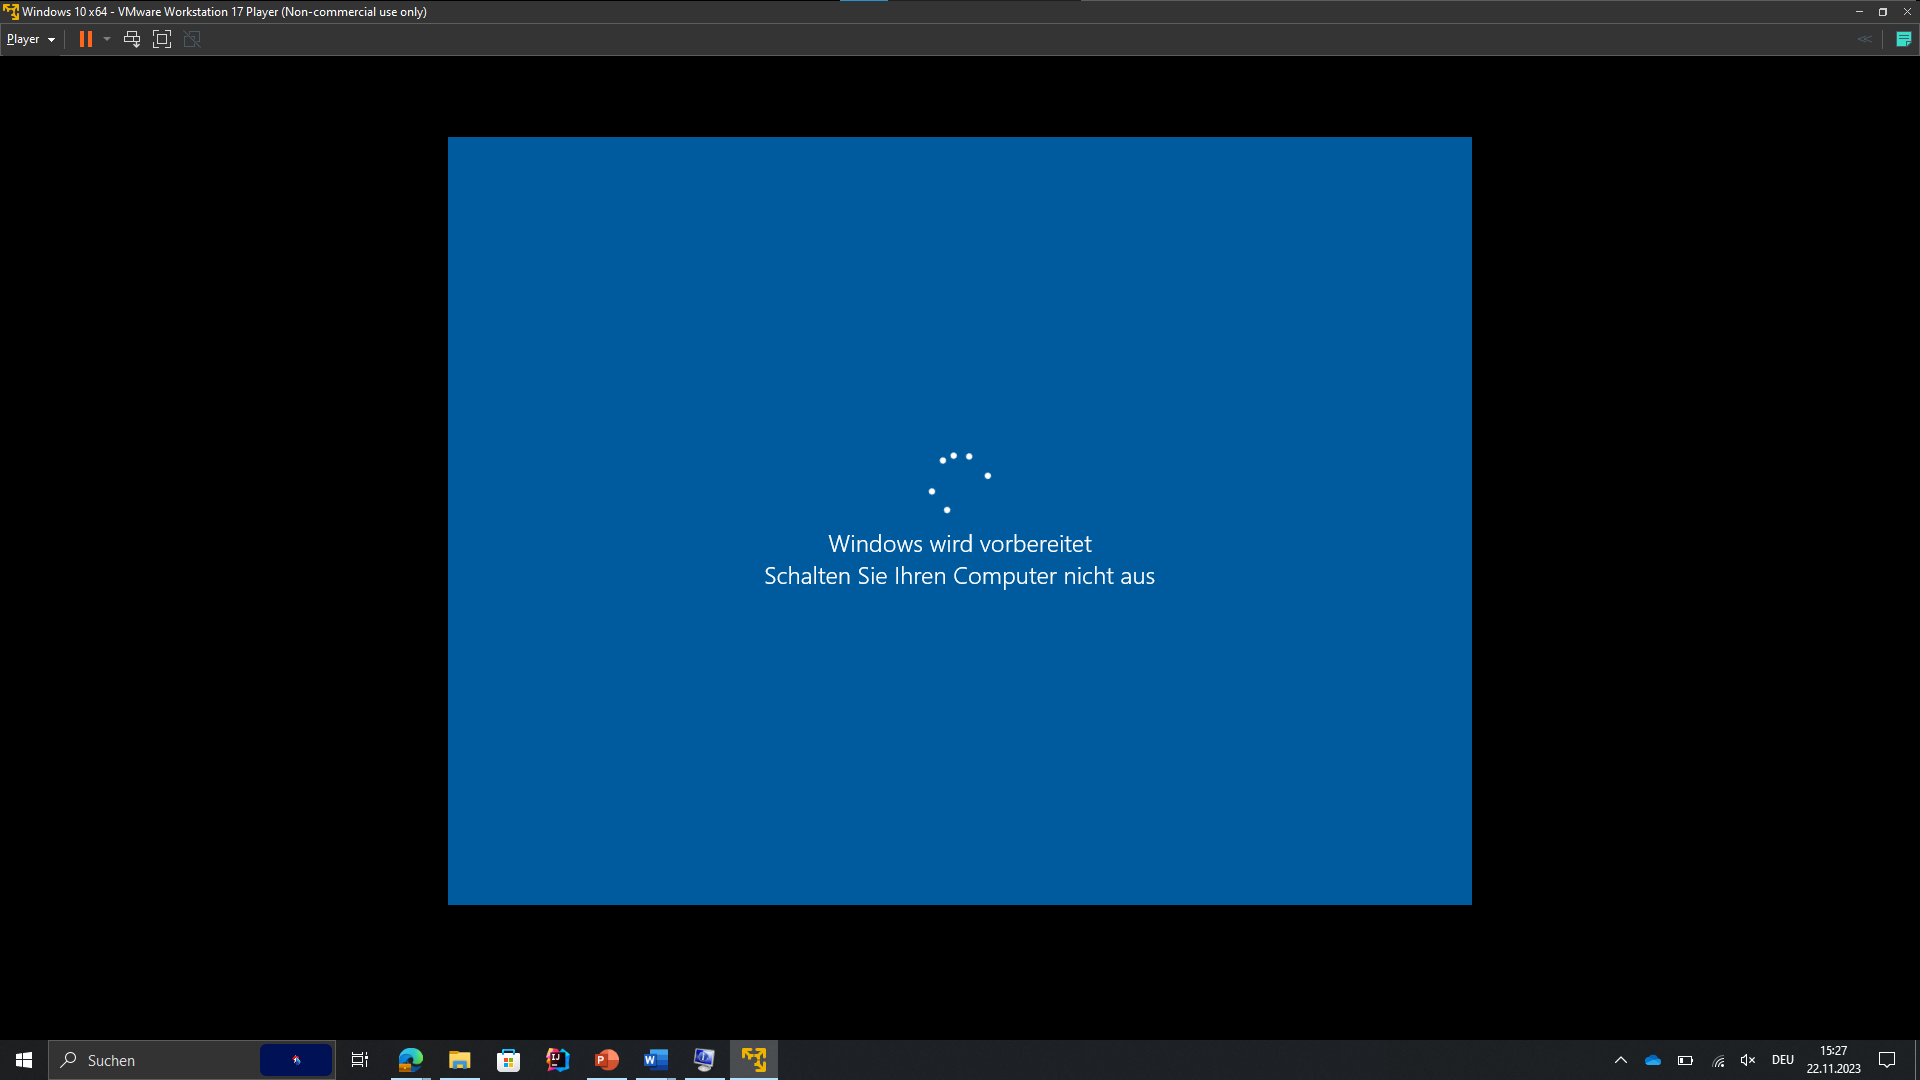 Windows 10 x64 - VMware Workstation 17 Player (Non-commercial use only)
Player
Windows wird vorbereitet
Schalten Sie Ihren Computer nicht aus
Suchen
DEU
15:27
22.11.2023